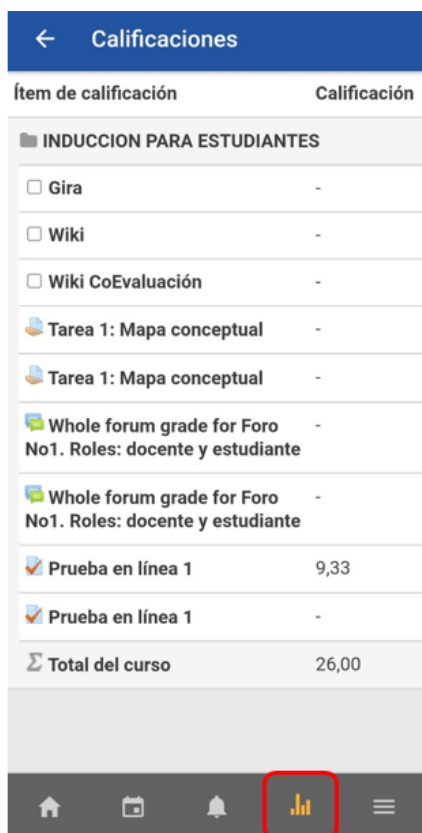 Calificaciones
Ítem de calificación Calificación
INDUCCION PARA ESTUDIANTES
Gira -
Wiki -
Wiki CoEvaluación -
Tarea 1: Mapa conceptual -
Tarea 1: Mapa conceptual -
Whole forum grade for Foro -
No1. Roles: docente y estudiante
Whole forum grade for Foro -
No1. Roles: docente y estudiante
Prueba en línea 1 9,33
Prueba en línea 1 -
Σ Total del curso 26,00